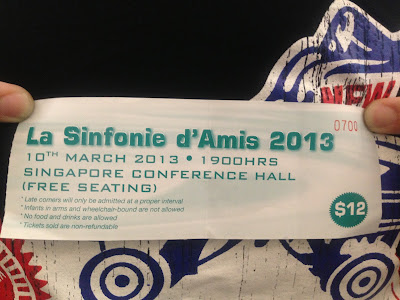 NEW
0700
La Sinfonie d'Amis 2013
10TH MARCH 2013 • 1900HRS
SINGAPORE CONFERENCE HALL
(FREE SEATING)
* Late comers will only be admitted at a proper interval
* Infants in arms and wheelchair-bound are not allowed
* No food and drinks are allowed
* Tickets sold are non-refundable
$12